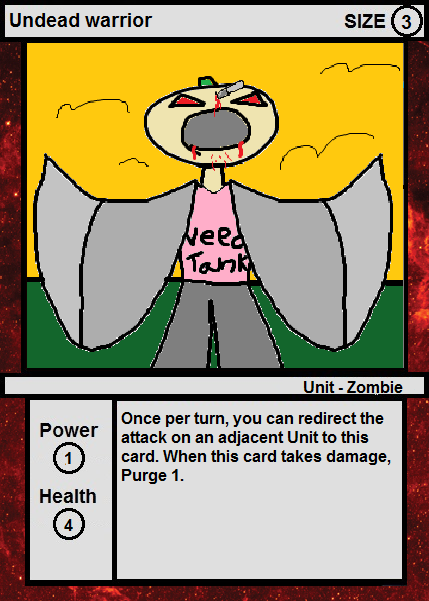 Undead warrior
SIZE 3
Need
Tank
Unit - Zombie
Power
1
Health
4
Once per turn, you can redirect the
attack on an adjacent Unit to this
card. When this card takes damage,
Purge 1.